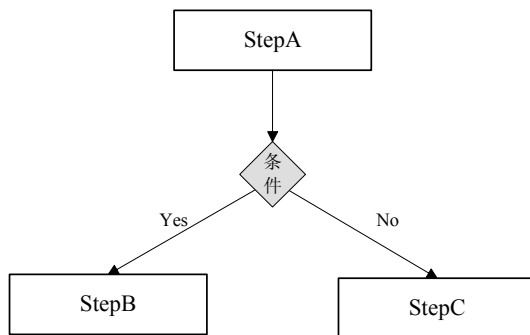 StepA
条
件
Yes
No
StepB
StepC